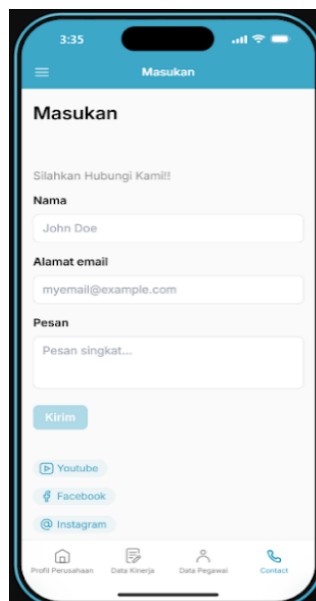 3:35
Masukan
Masukan
Silahkan Hubungi Kami!!
Nama
John Doe
Alamat email
myemail@example.com
Pesan
Pesan singkat...
Kirim
Youtube
Facebook
Instagram
Profil Perusahaan Data Kinerja Data Pegawai Contact